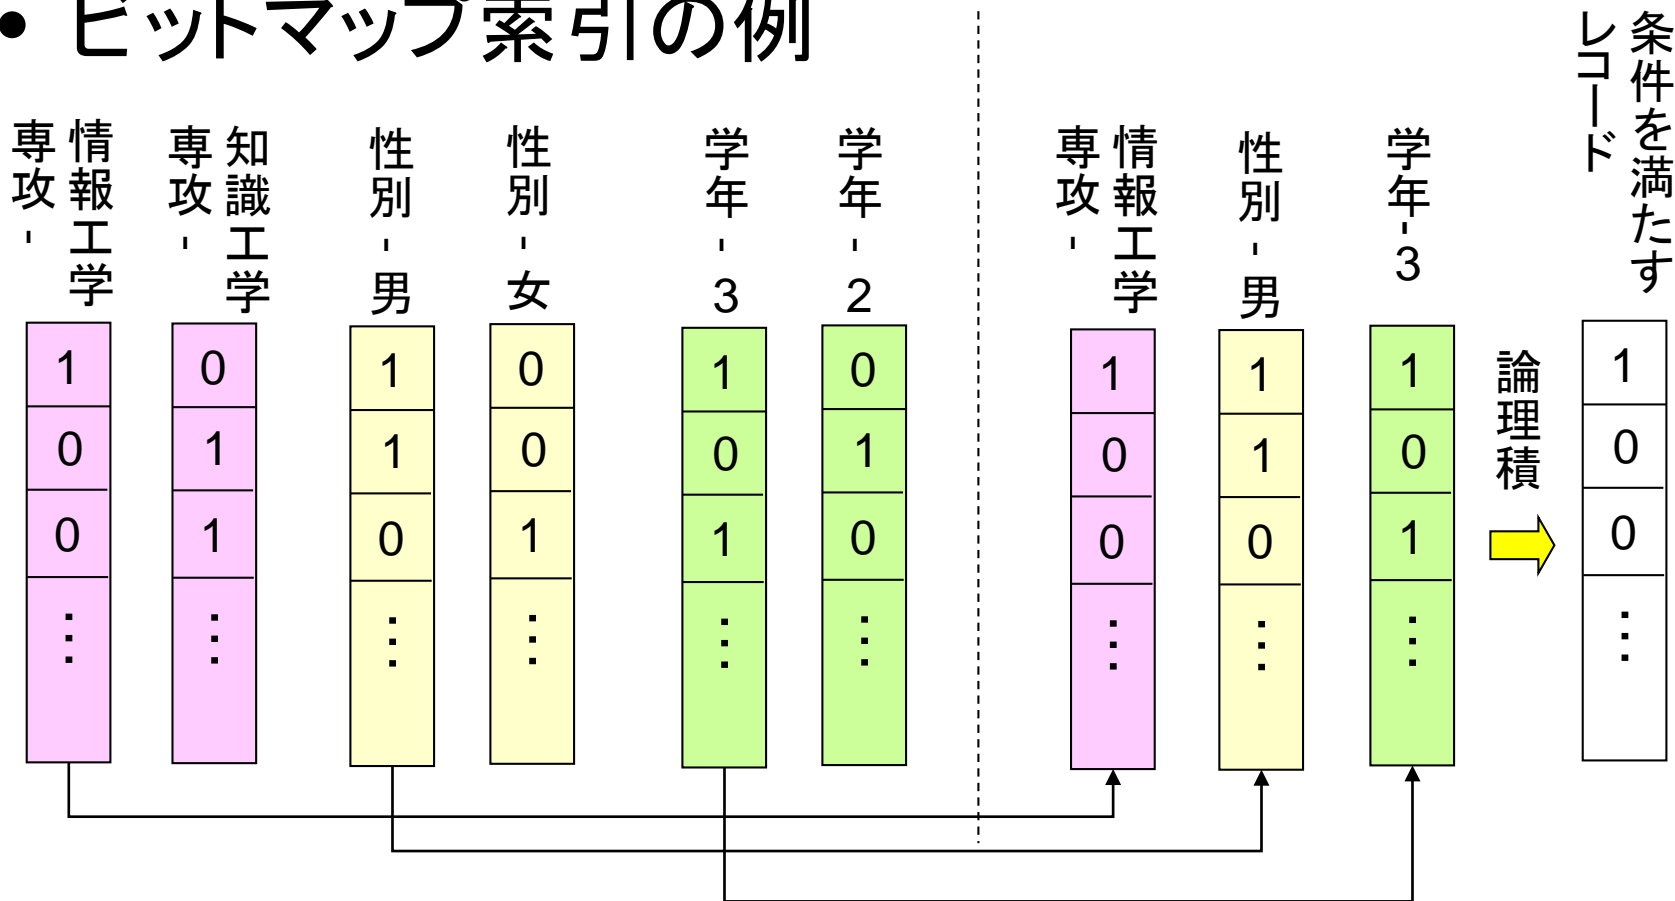 • ビットマップ索引の例
専攻-
情報工学
専攻-
知識工学
性別-男
性別-女
学年-3
学年-2
専攻-
情報工学
性別-男
学年-3
条件を満たす
レコード
1 0 1 0 1 0 1 1 1 1
0 1 1 0 0 1 0 1 0 0
0 1 0 1 1 0 0 0 1 0
⋮ ⋮ ⋮ ⋮ ⋮ ⋮ ⋮ ⋮ ⋮ ⋮
論理積